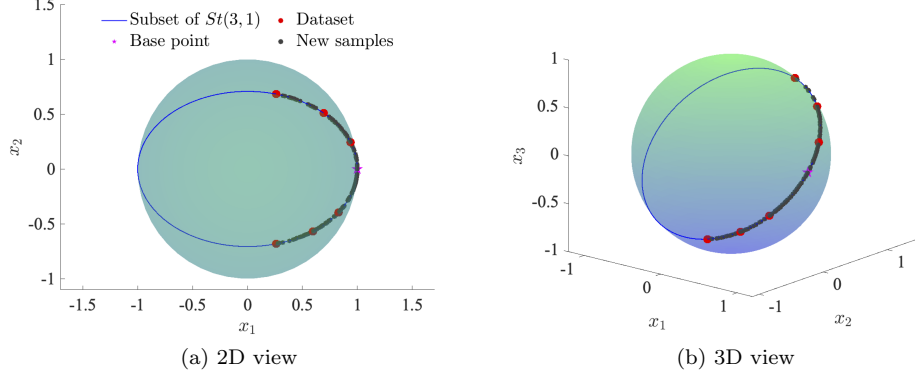 Subset of St(3, 1)
Dataset
Base point
New samples
1.5
1
0.5
0
-0.5
-1
x₂
-1.5 -1 -0.5 0 0.5 1 1.5
x₁
(a) 2D view
1
0.5
0
-0.5
-1
x₃
-1 0 1
x₁
-1 0 1
x₂
(b) 3D view